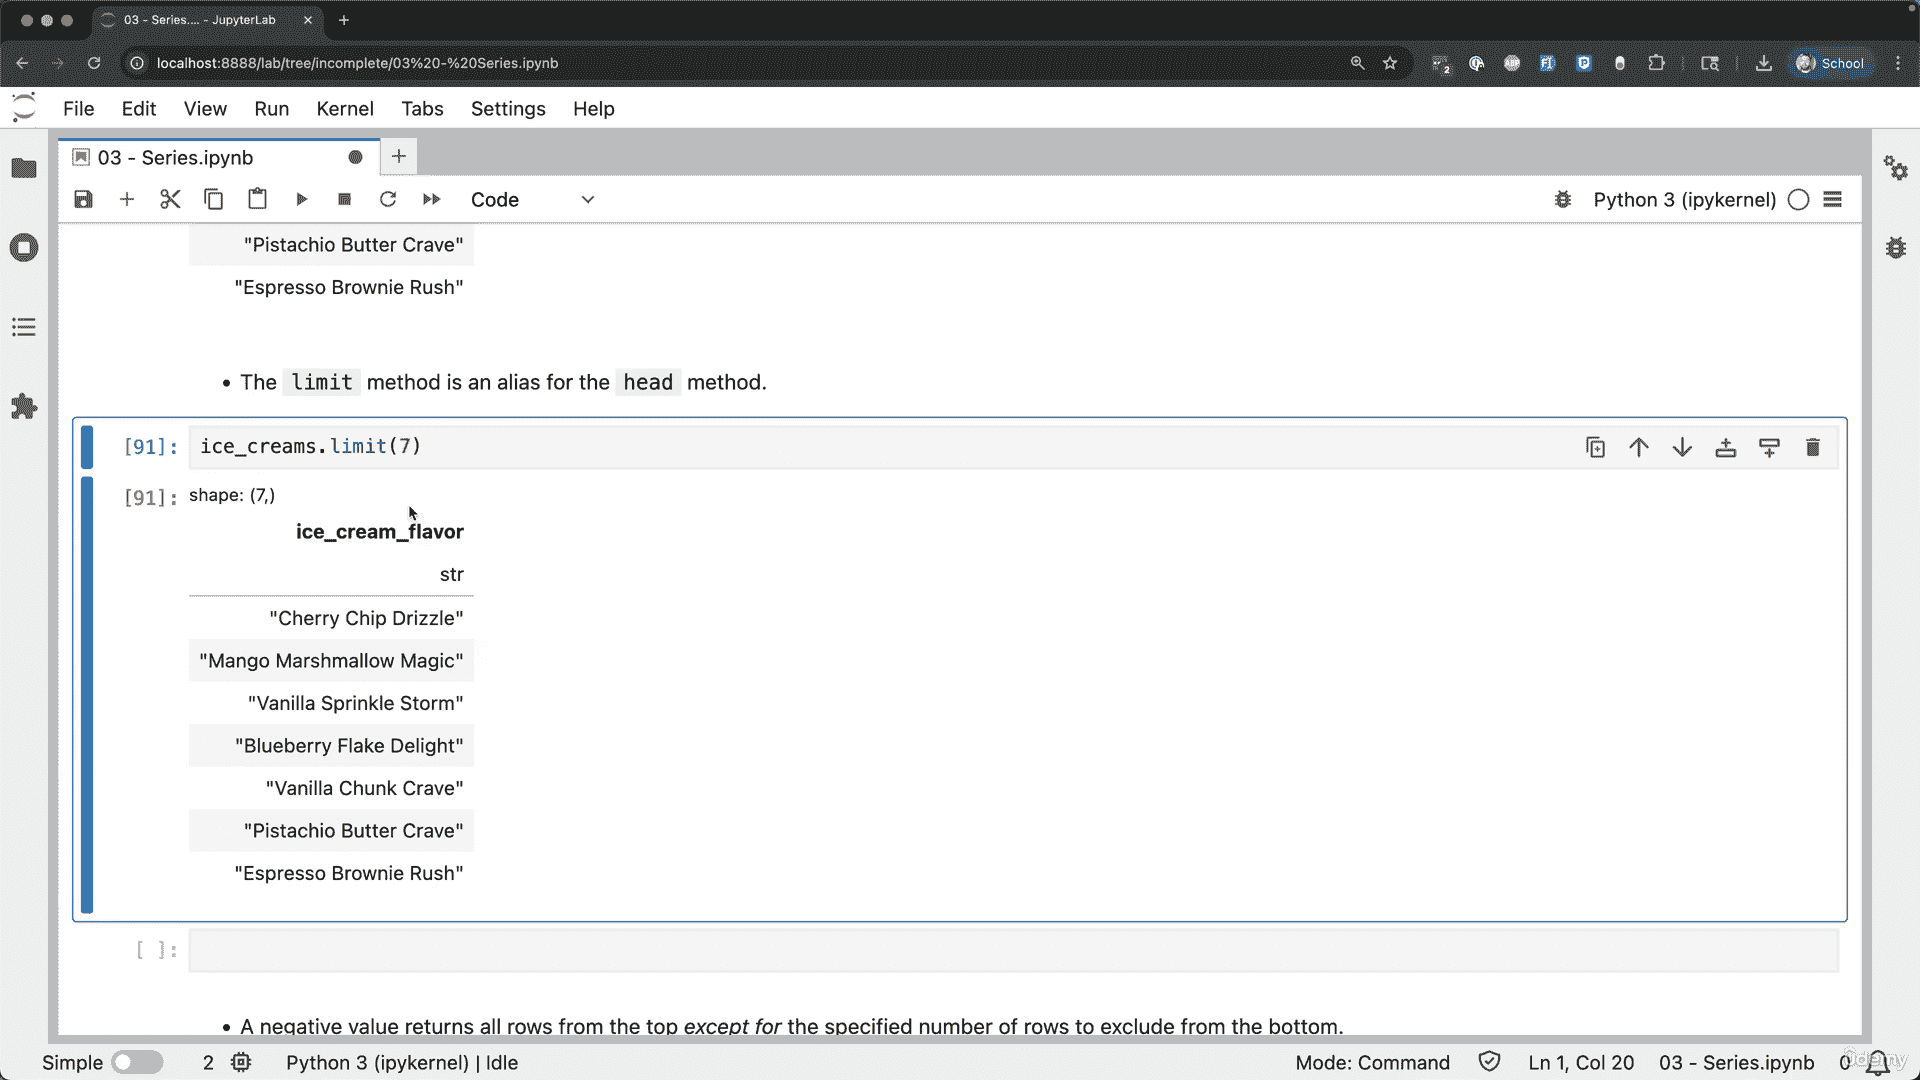 03 - Series.... - JupyterLab
localhost:8888/lab/tree/incomplete/03%20-%20Series.ipynb
2
ABP
School
File Edit View Run Kernel Tabs Settings Help
03 - Series.ipynb
Code
Python 3 (ipykernel)
"Pistachio Butter Crave"
"Espresso Brownie Rush"
• The limit method is an alias for the head method.
[91]: ice_creams.limit(7)
[91]: shape: (7,)
ice_cream_flavor
str
"Cherry Chip Drizzle"
"Mango Marshmallow Magic"
"Vanilla Sprinkle Storm"
"Blueberry Flake Delight"
"Vanilla Chunk Crave"
"Pistachio Butter Crave"
"Espresso Brownie Rush"
[ ]:
• A negative value returns all rows from the top except for the specified number of rows to exclude from the bottom.
Simple 2 Python 3 (ipykernel) | Idle Mode: Command Ln 1, Col 20 03 - Series.ipynb 0
udemy